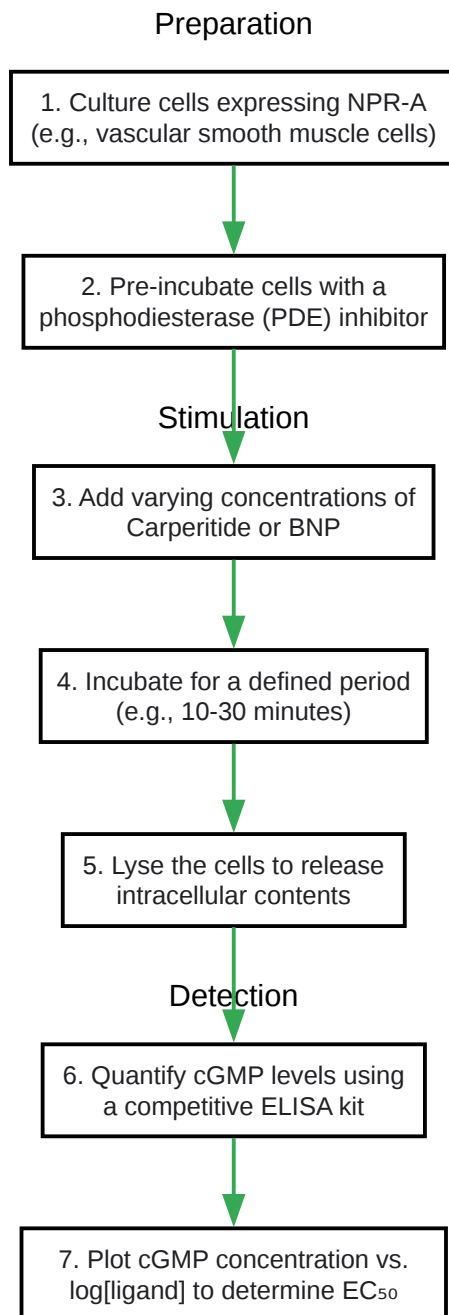 Preparation
1. Culture cells expressing NPR-A
(e.g., vascular smooth muscle cells)
2. Pre-incubate cells with a
phosphodiesterase (PDE) inhibitor
Stimulation
3. Add varying concentrations of
Carperitide or BNP
4. Incubate for a defined period
(e.g., 10-30 minutes)
5. Lyse the cells to release
intracellular contents
Detection
6. Quantify cGMP levels using
a competitive ELISA kit
7. Plot cGMP concentration vs.
log[ligand] to determine EC₅₀